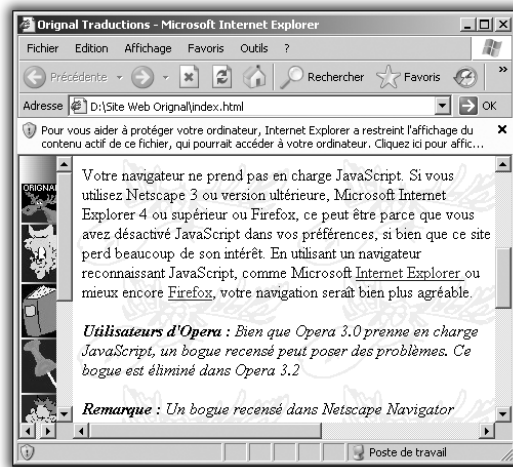 Orignal Traductions - Microsoft Internet Explorer
Fichier Edition Affichage Favoris Outils ?
Précédente Rechercher Favoris »
Adresse D:\Site Web Orignal\index.html OK
Pour vous aider à protéger votre ordinateur, Internet Explorer a restreint l'affichage du
contenu actif de ce fichier, qui pourrait accéder à votre ordinateur. Cliquez ici pour affic...
ORIGNAL
Votre navigateur ne prend pas en charge JavaScript. Si vous
utilisez Netscape 3 ou version ultérieure, Microsoft Internet
Explorer 4 ou supérieur ou Firefox, ce peut être parce que vous
avez désactivé JavaScript dans vos préférences, si bien que ce site
perd beaucoup de son intérêt. En utilisant un navigateur
reconnaissant JavaScript, comme Microsoft Internet Explorer ou
mieux encore Firefox, votre navigation serait bien plus agréable.
Utilisateurs d'Opera : Bien que Opera 3.0 prenne en charge
JavaScript, un bogue recensé peut poser des problèmes. Ce
bogue est éliminé dans Opera 3.2
Remarque : Un bogue recensé dans Netscape Navigator
Poste de travail